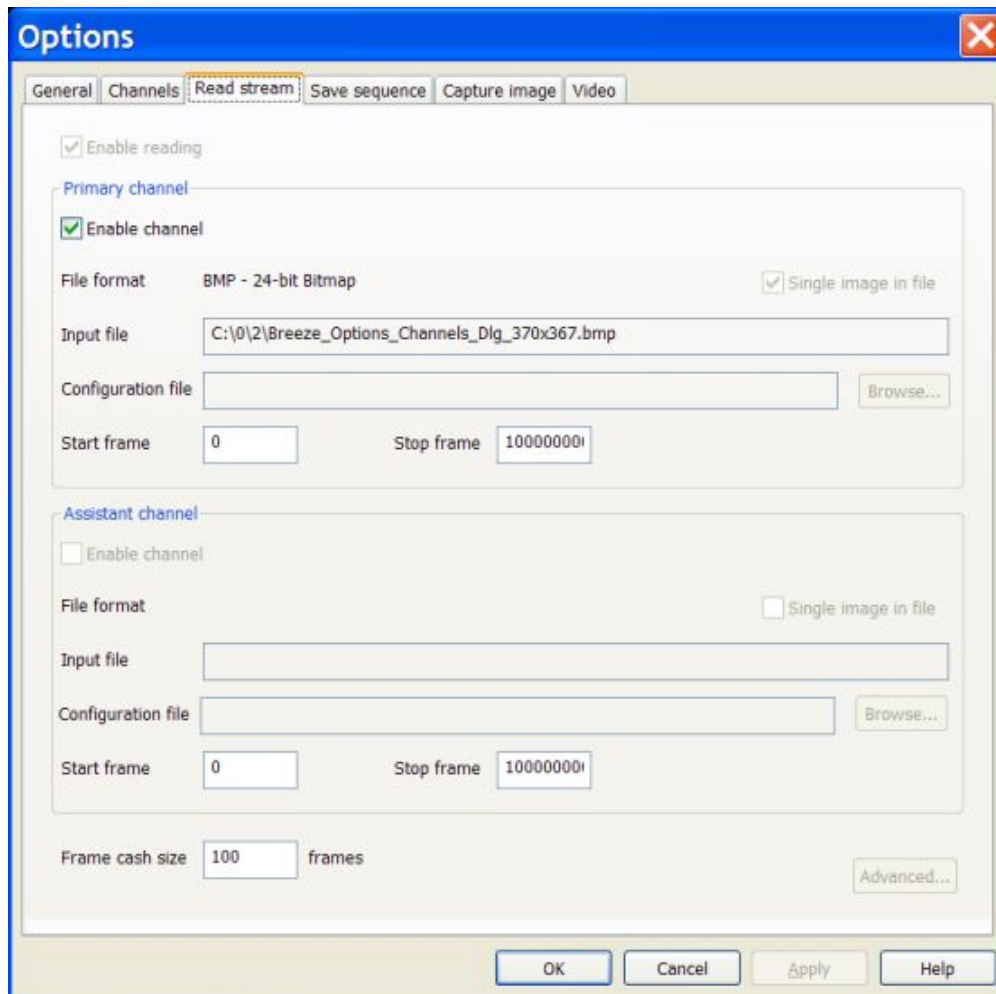 Options
General Channels Read stream Save sequence Capture image Video
Enable reading
Primary channel
Enable channel
File format BMP - 24-bit Bitmap Single image in file
Input file C:\0\2\Breeze_Options_Channels_Dlg_370x367.bmp
Configuration file Browse...
Start frame 0 Stop frame 10000000
Assistant channel
Enable channel
File format Single image in file
Input file
Configuration file Browse...
Start frame 0 Stop frame 10000000
Frame cash size 100 frames
Advanced...
OK Cancel Apply Help